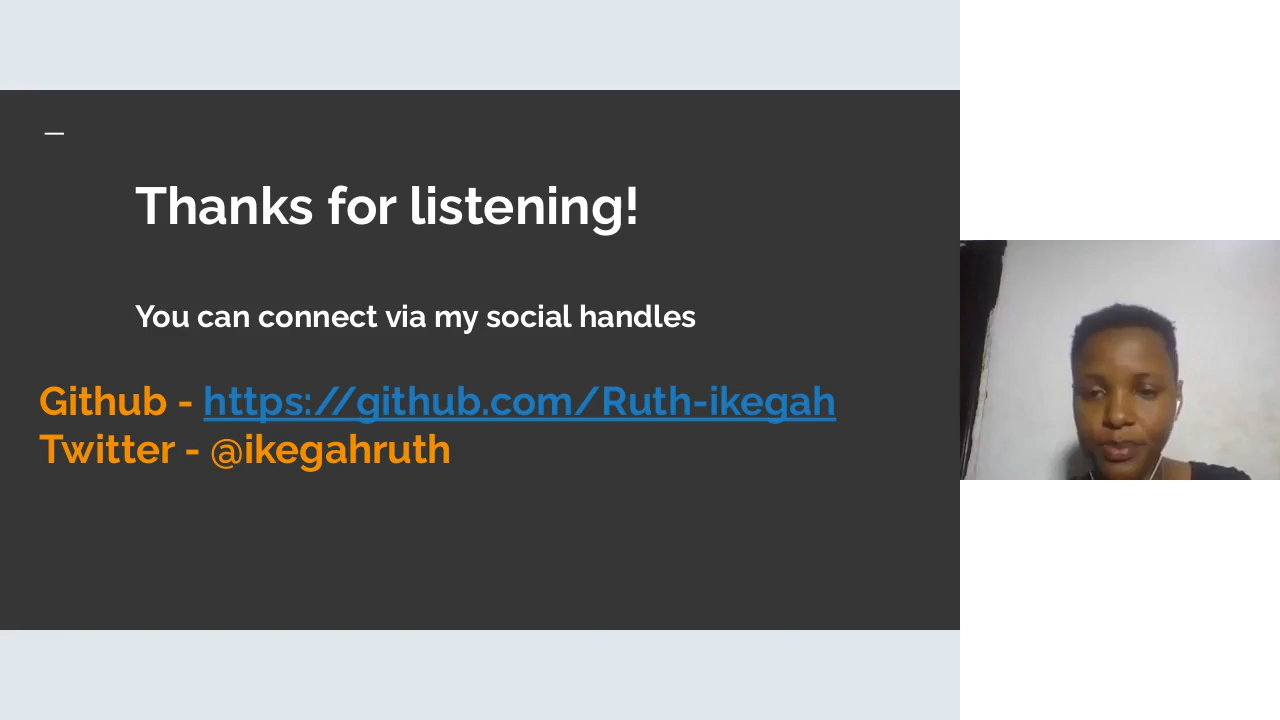 Thanks for listening!
You can connect via my social handles
Github - https://github.com/Ruth-ikegah
Twitter - @ikegahruth